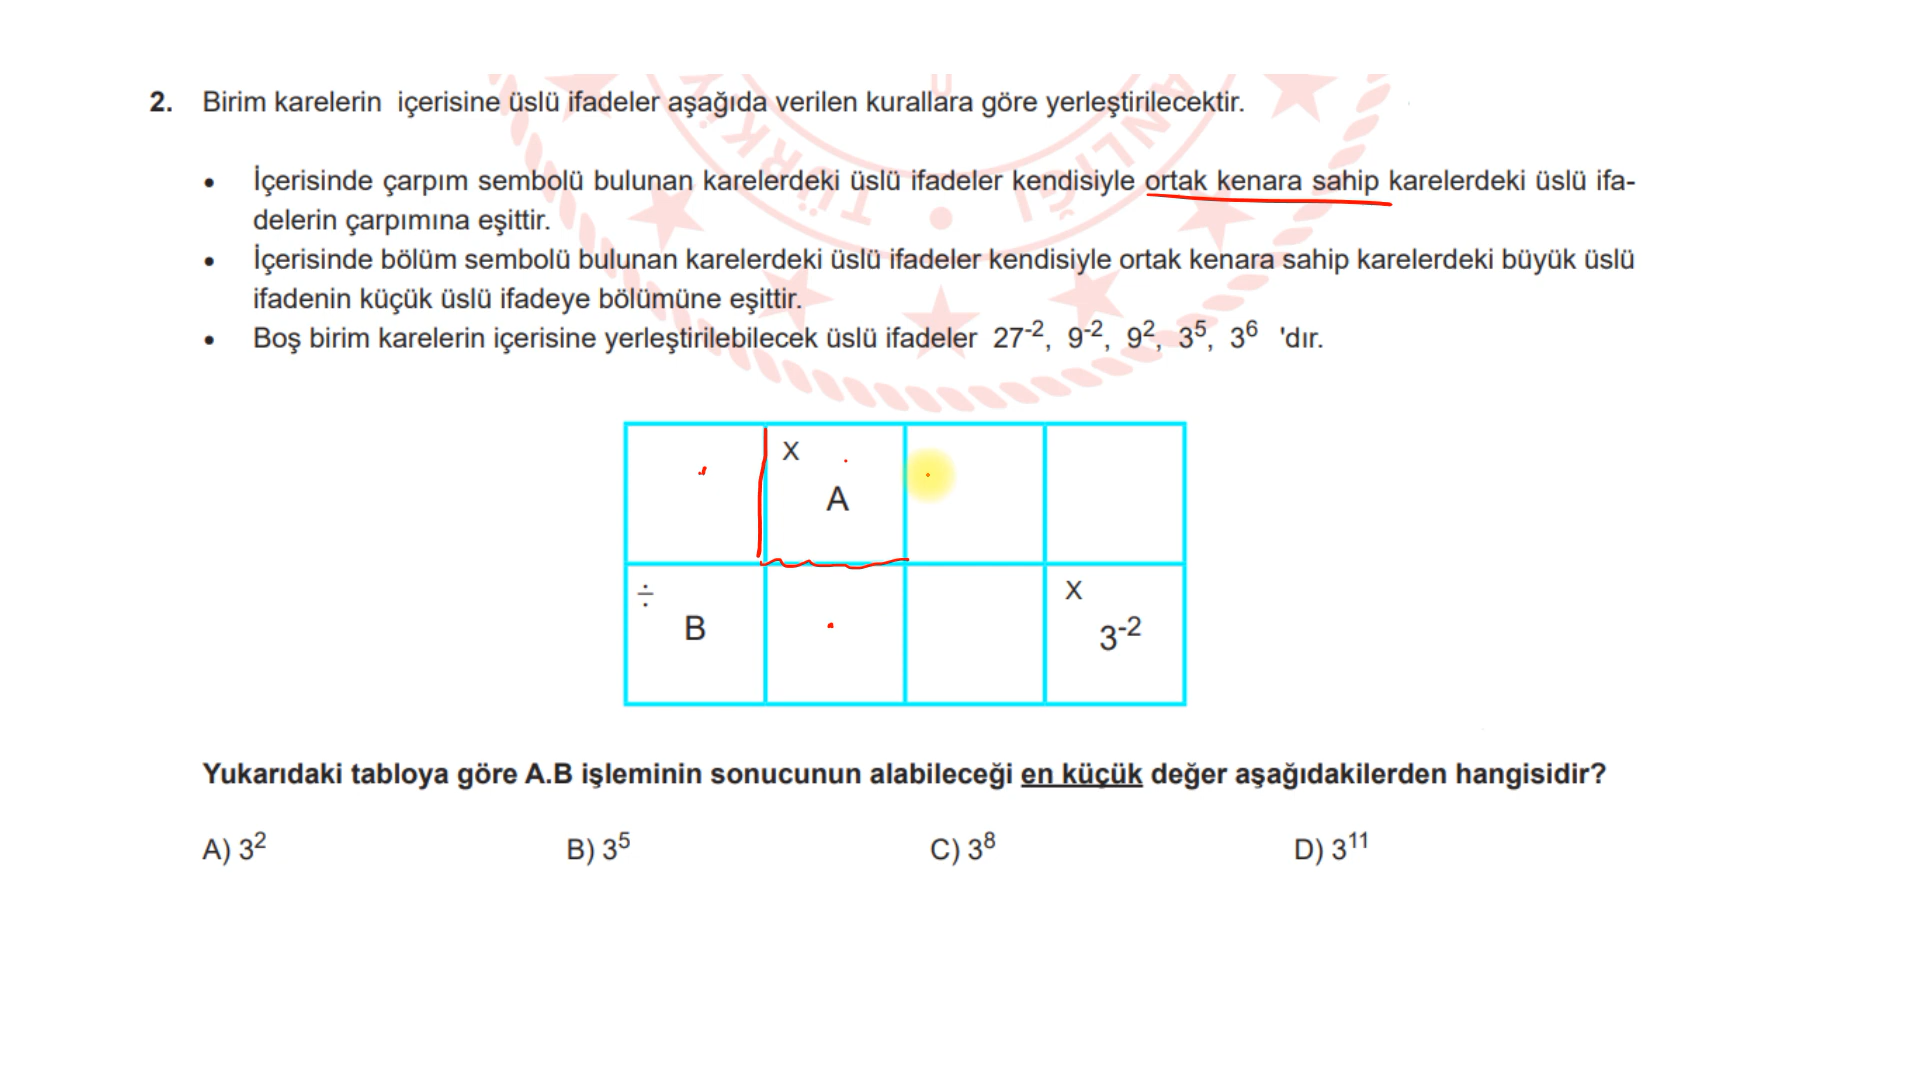 2. Birim karelerin içerisine üslü ifadeler aşağıda verilen kurallara göre yerleştirilecektir.
• İçerisinde çarpım sembolü bulunan karelerdeki üslü ifadeler kendisiyle ortak kenara sahip karelerdeki üslü ifa-
delerin çarpımına eşittir.
• İçerisinde bölüm sembolü bulunan karelerdeki üslü ifadeler kendisiyle ortak kenara sahip karelerdeki büyük üslü
ifadenin küçük üslü ifadeye bölümüne eşittir.
• Boş birim karelerin içerisine yerleştirilebilecek üslü ifadeler 27⁻², 9⁻², 9², 3⁵, 3⁶ 'dır.
X
A
÷
B
X
3⁻²
Yukarıdaki tabloya göre A.B işleminin sonucunun alabileceği en küçük değer aşağıdakilerden hangisidir?
A) 3² B) 3⁵ C) 3⁸ D) 3¹¹